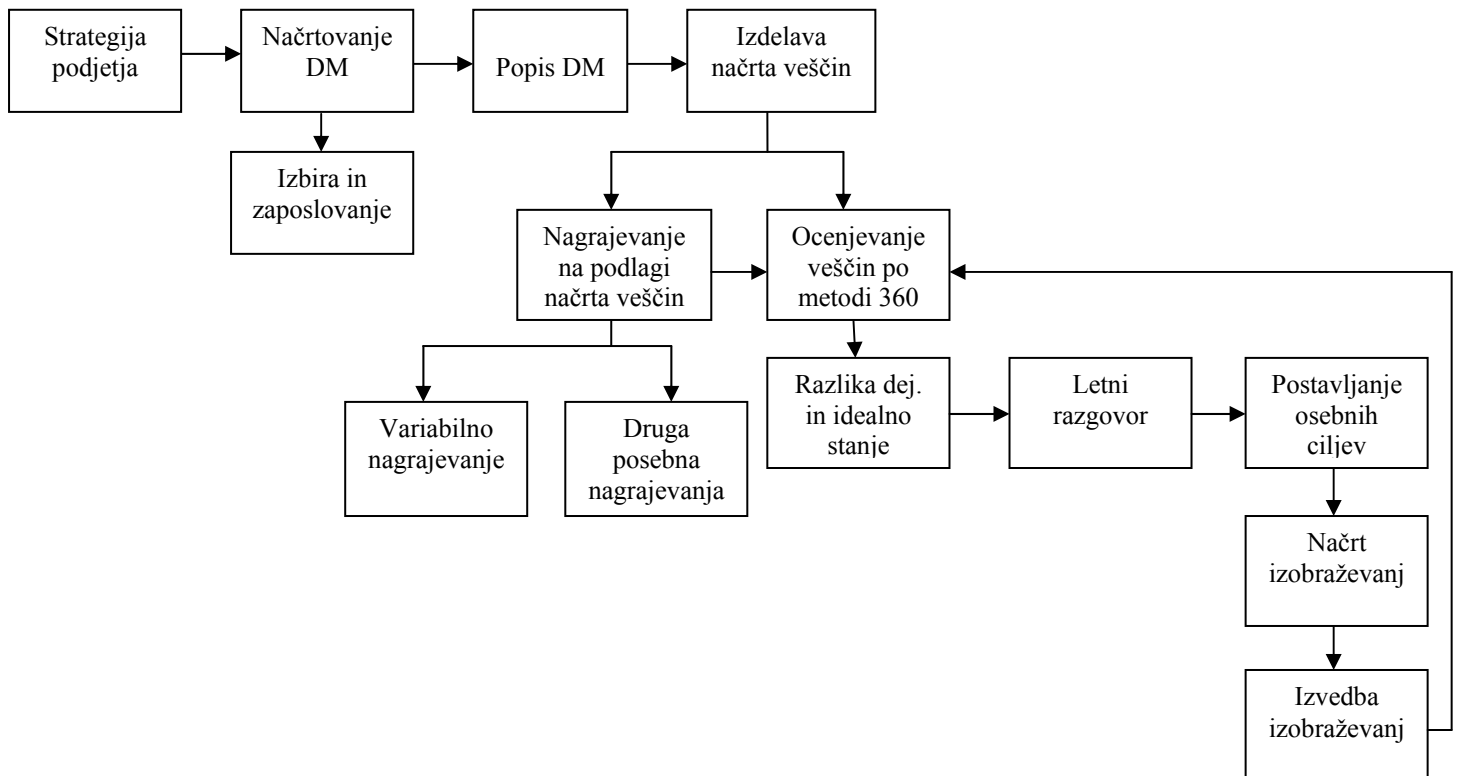 Strategija
podjetja
Načrtovanje
DM
Popis DM
Izdelava
načrta veščin
Izbira in
zaposlovanje
Nagrajevanje
na podlagi
načrta veščin
Ocenjevanje
veščin po
metodi 360
Variabilno
nagrajevanje
Druga
posebna
nagrajevanja
Razlika dej.
in idealno
stanje
Letni
razgovor
Postavljanje
osebnih
ciljev
Načrt
izobraževanj
Izvedba
izobraževanj